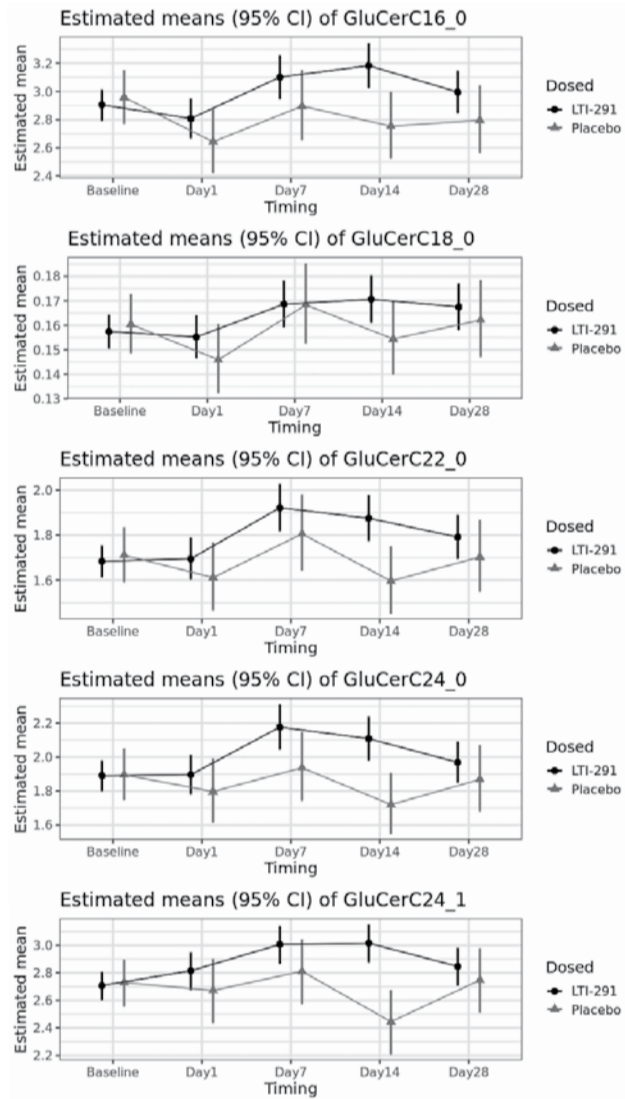 Estimated means (95% CI) of GluCerC16_0
Estimated mean
3.2
3.0
2.8
2.6
2.4
Baseline Day1 Day7 Day14 Day28
Timing
Dosed
LTI-291
Placebo
Estimated means (95% CI) of GluCerC18_0
Estimated mean
0.18
0.17
0.16
0.15
0.14
0.13
Baseline Day1 Day7 Day14 Day28
Timing
Dosed
LTI-291
Placebo
Estimated means (95% CI) of GluCerC22_0
Estimated mean
2.0
1.8
1.6
Baseline Day1 Day7 Day14 Day28
Timing
Dosed
LTI-291
Placebo
Estimated means (95% CI) of GluCerC24_0
Estimated mean
2.2
2.0
1.8
1.6
Baseline Day1 Day7 Day14 Day28
Timing
Dosed
LTI-291
Placebo
Estimated means (95% CI) of GluCerC24_1
Estimated mean
3.0
2.8
2.6
2.4
2.2
Baseline Day1 Day7 Day14 Day28
Timing
Dosed
LTI-291
Placebo